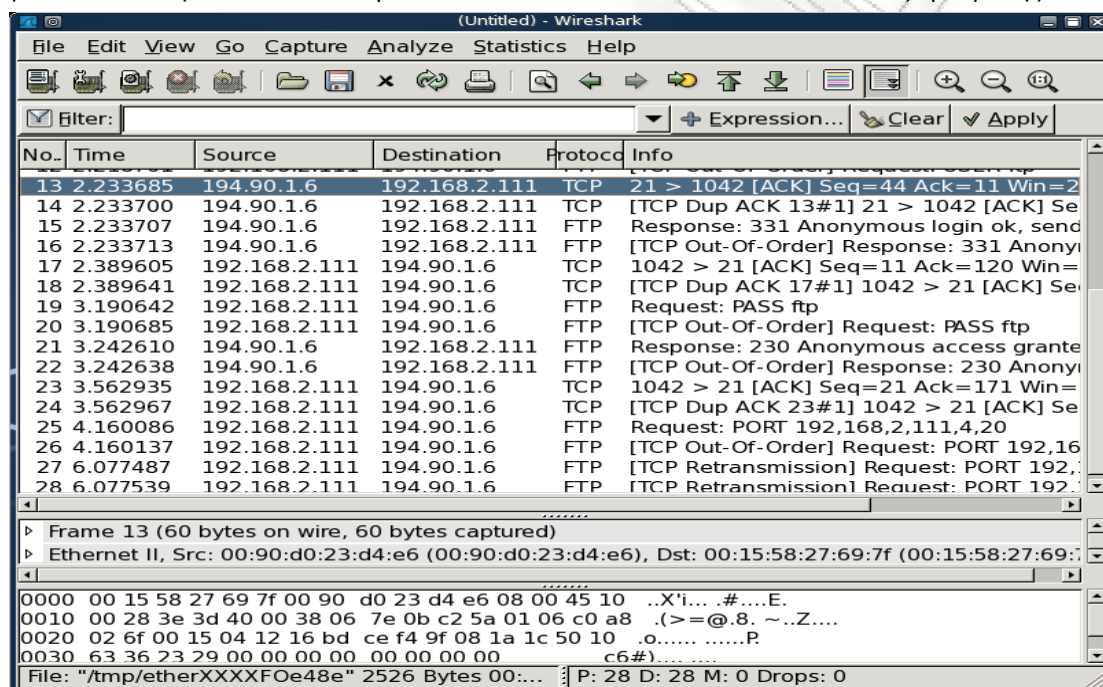 (Untitled) - Wireshark
File Edit View Go Capture Analyze Statistics Help
Filter: Expression... Clear Apply
No.. Time Source Destination Protoco Info
13 2.233685 194.90.1.6 192.168.2.111 TCP 21 > 1042 [ACK] Seq=44 Ack=11 Win=2
14 2.233700 194.90.1.6 192.168.2.111 TCP [TCP Dup ACK 13#1] 21 > 1042 [ACK] Se
15 2.233707 194.90.1.6 192.168.2.111 FTP Response: 331 Anonymous login ok, send
16 2.233713 194.90.1.6 192.168.2.111 FTP [TCP Out-Of-Order] Response: 331 Anony
17 2.389605 192.168.2.111 194.90.1.6 TCP 1042 > 21 [ACK] Seq=11 Ack=120 Win=
18 2.389641 192.168.2.111 194.90.1.6 TCP [TCP Dup ACK 17#1] 1042 > 21 [ACK] Se
19 3.190642 192.168.2.111 194.90.1.6 FTP Request: PASS ftp
20 3.190685 192.168.2.111 194.90.1.6 FTP [TCP Out-Of-Order] Request: PASS ftp
21 3.242610 194.90.1.6 192.168.2.111 FTP Response: 230 Anonymous access grante
22 3.242638 194.90.1.6 192.168.2.111 FTP [TCP Out-Of-Order] Response: 230 Anony
23 3.562935 192.168.2.111 194.90.1.6 TCP 1042 > 21 [ACK] Seq=21 Ack=171 Win=
24 3.562967 192.168.2.111 194.90.1.6 TCP [TCP Dup ACK 23#1] 1042 > 21 [ACK] Se
25 4.160086 192.168.2.111 194.90.1.6 FTP Request: PORT 192,168,2,111,4,20
26 4.160137 192.168.2.111 194.90.1.6 FTP [TCP Out-Of-Order] Request: PORT 192,16
27 6.077487 192.168.2.111 194.90.1.6 FTP [TCP Retransmission] Request: PORT 192,
28 6.077539 192.168.2.111 194.90.1.6 FTP [TCP Retransmission] Request: PORT 192.
Frame 13 (60 bytes on wire, 60 bytes captured)
Ethernet II, Src: 00:90:d0:23:d4:e6 (00:90:d0:23:d4:e6), Dst: 00:15:58:27:69:7f (00:15:58:27:69:7
0000 00 15 58 27 69 7f 00 90 d0 23 d4 e6 08 00 45 10 ..X'i... .#....E.
0010 00 28 3e 3d 40 00 38 06 7e 0b c2 5a 01 06 c0 a8 .(>=@.8. ~..Z....
0020 02 6f 00 15 04 12 16 bd ce f4 9f 08 1a 1c 50 10 .o...... ......P.
0030 63 36 23 29 00 00 00 00 00 00 00 00 c6#).... ....
File: "/tmp/etherXXXXFOe48e" 2526 Bytes 00:... P: 28 D: 28 M: 0 Drops: 0